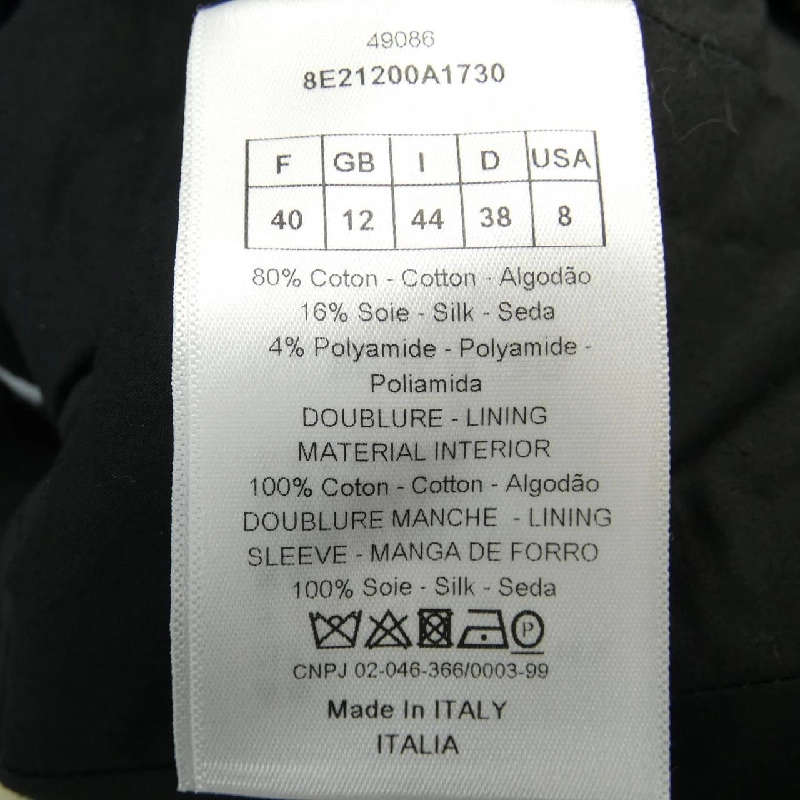 49086
8E21200A1730
F GB I D USA
40 12 44 38 8
80% Coton - Cotton - Algodão
16% Soie - Silk - Seda
4% Polyamide - Polyamide -
Poliamida
DOUBLURE - LINING
MATERIAL INTERIOR
100% Coton - Cotton - Algodão
DOUBLURE MANCHE - LINING
SLEEVE - MANGA DE FORRO
100% Soie - Silk - Seda
P
CNPJ 02-046-366/0003-99
Made In ITALY
ITALIA